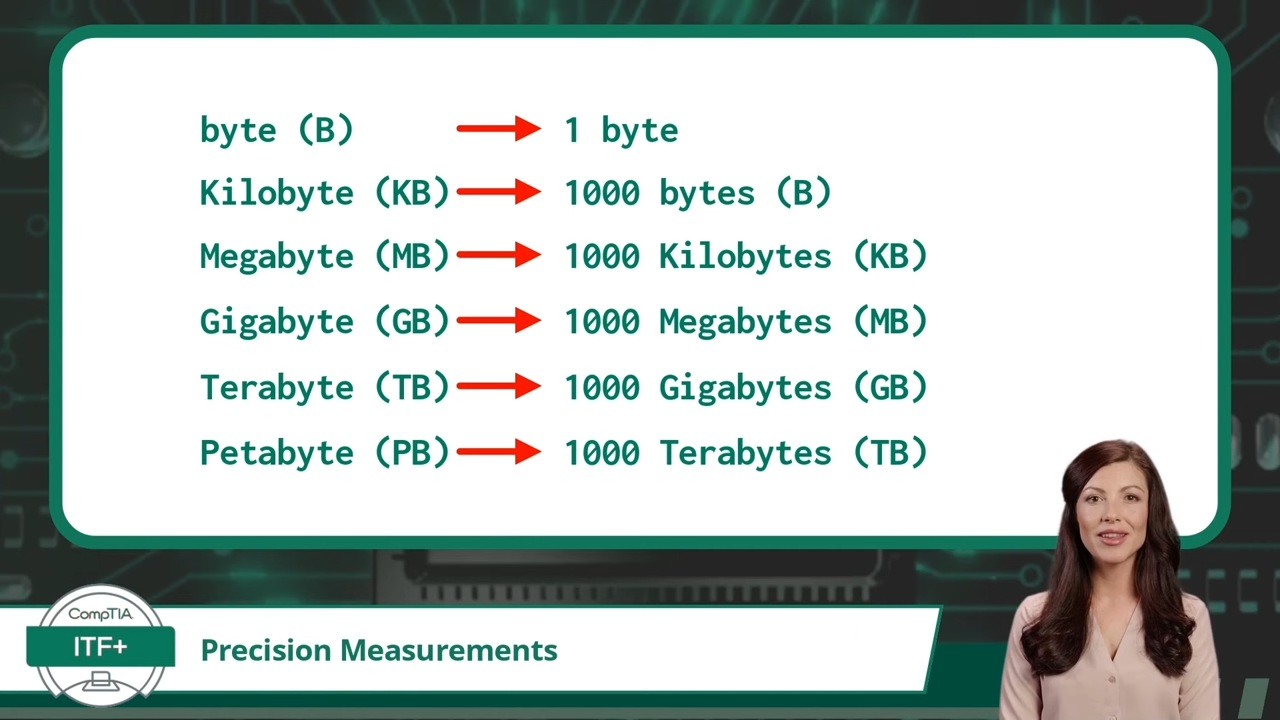 byte (B) 1 byte
Kilobyte (KB) 1000 bytes (B)
Megabyte (MB) 1000 Kilobytes (KB)
Gigabyte (GB) 1000 Megabytes (MB)
Terabyte (TB) 1000 Gigabytes (GB)
Petabyte (PB) 1000 Terabytes (TB)
CompTIA.
ITF+
Precision Measurements